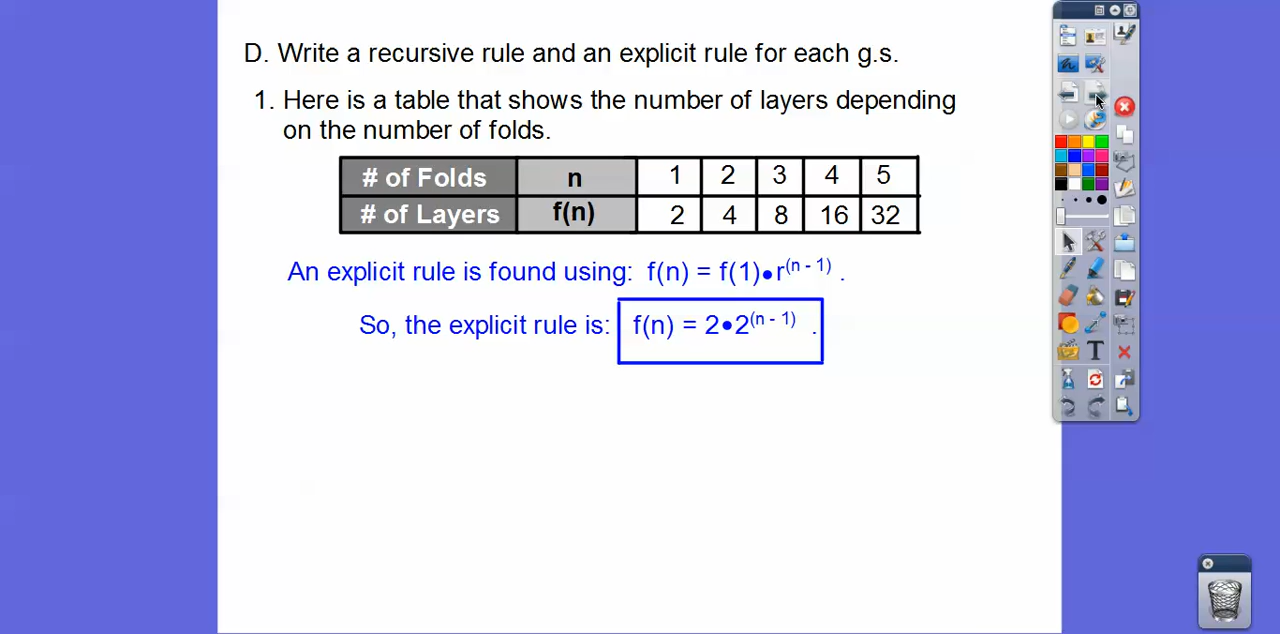 D. Write a recursive rule and an explicit rule for each g.s.
1. Here is a table that shows the number of layers depending
on the number of folds.
# of Folds n 1 2 3 4 5
# of Layers f(n) 2 4 8 16 32
An explicit rule is found using: f(n) = f(1)•r⁽ⁿ ⁻ ¹⁾ .
So, the explicit rule is: f(n) = 2•2⁽ⁿ ⁻ ¹⁾ .